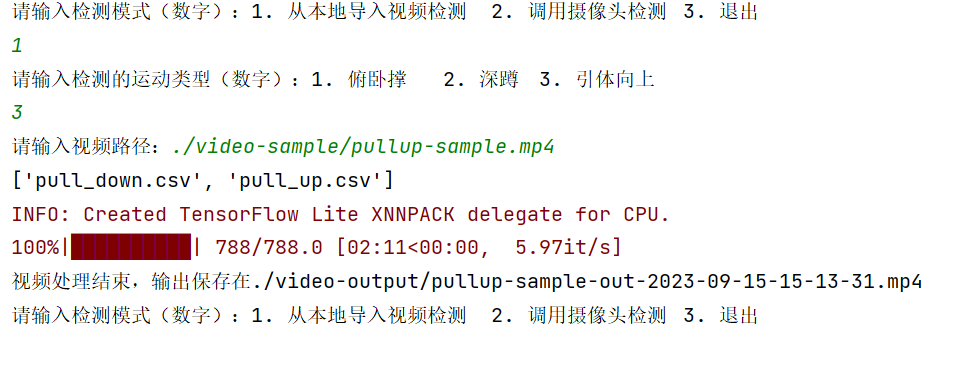 请输入检测模式（数字）：1. 从本地导入视频检测  2. 调用摄像头检测  3. 退出
1
请输入检测的运动类型（数字）：1. 俯卧撑   2. 深蹲  3. 引体向上
3
请输入视频路径：./video-sample/pullup-sample.mp4
['pull_down.csv', 'pull_up.csv']
INFO: Created TensorFlow Lite XNNPACK delegate for CPU.
100%|██████████| 788/788.0 [02:11<00:00,  5.97it/s]
视频处理结束，输出保存在./video-output/pullup-sample-out-2023-09-15-15-13-31.mp4
请输入检测模式（数字）：1. 从本地导入视频检测  2. 调用摄像头检测  3. 退出